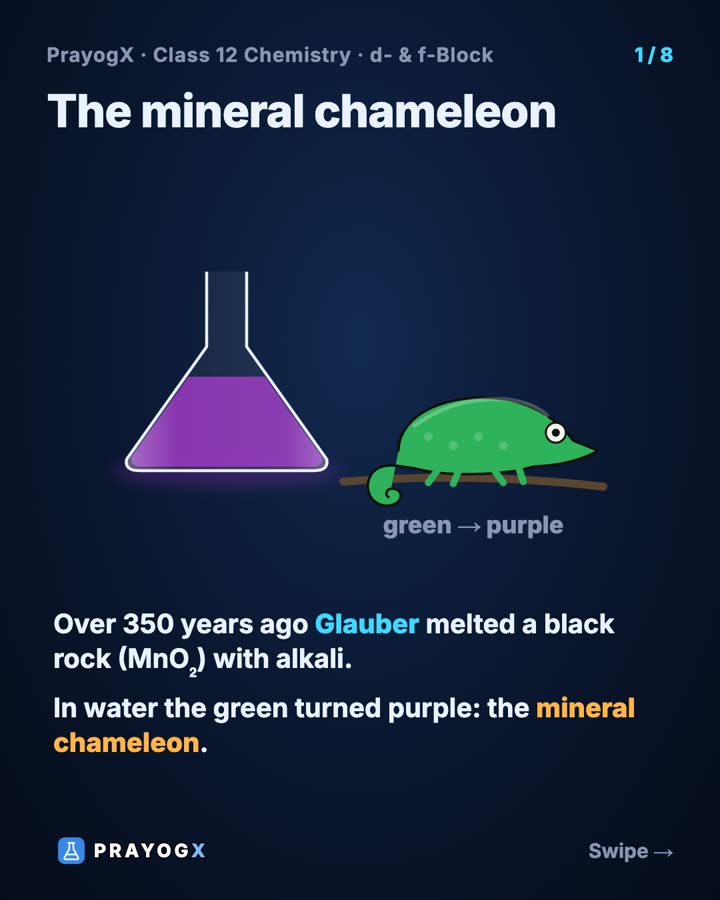 PrayogX · Class 12 Chemistry · d- & f-Block
1 / 8
The mineral chameleon
green → purple
Over 350 years ago Glauber melted a black
rock (MnO₂) with alkali.
In water the green turned purple: the mineral
chameleon.
PRAYOGX
Swipe →